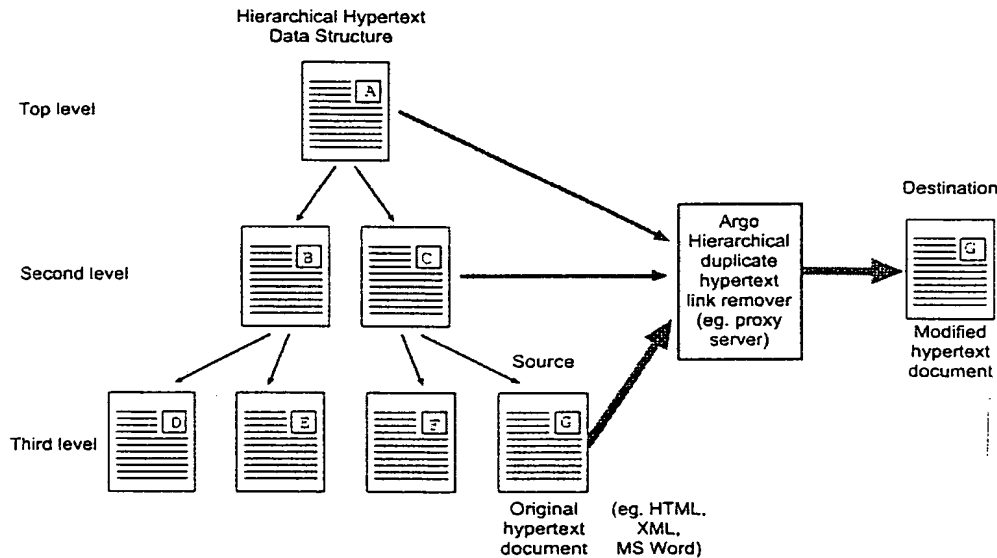 Hierarchical Hypertext
Data Structure
Top level
A
Second level
B
C
Argo
Hierarchical
duplicate
hypertext
link remover
(eg. proxy
server)
Destination
G
Modified
hypertext
document
Source
Third level
D
E
F
G
Original
hypertext
document
(eg. HTML,
XML,
MS Word)